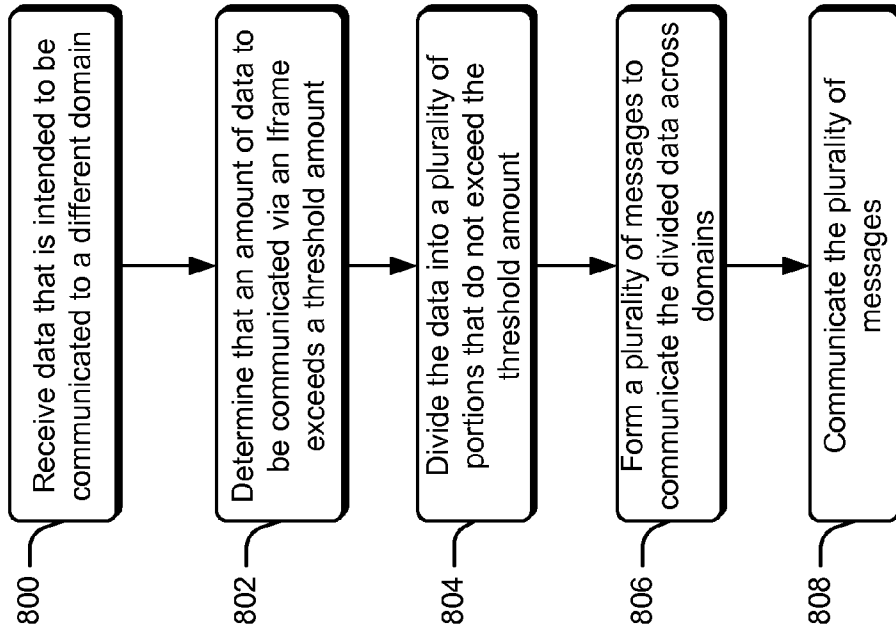 800
Receive data that is intended to be
communicated to a different domain
802
Determine that an amount of data to
be communicated via an Iframe
exceeds a threshold amount
804
Divide the data into a plurality of
portions that do not exceed the
threshold amount
806
Form a plurality of messages to
communicate the divided data across
domains
808
Communicate the plurality of
messages